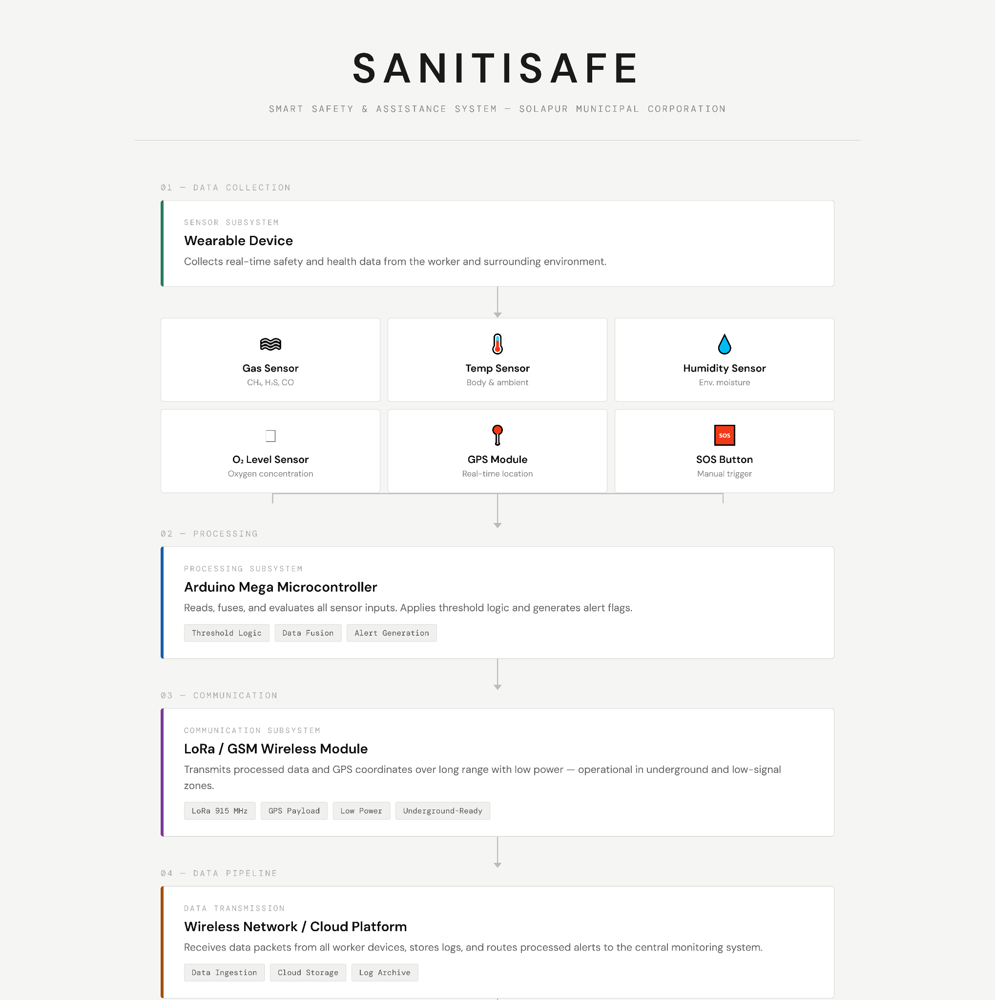 SANITISAFE
SMART SAFETY & ASSISTANCE SYSTEM — SOLAPUR MUNICIPAL CORPORATION
01 — DATA COLLECTION
SENSOR SUBSYSTEM
Wearable Device
Collects real-time safety and health data from the worker and surrounding environment.
Gas Sensor
CH₄, H₂S, CO
Temp Sensor
Body & ambient
Humidity Sensor
Env. moisture
O₂ Level Sensor
Oxygen concentration
GPS Module
Real-time location
SOS
SOS Button
Manual trigger
02 — PROCESSING
PROCESSING SUBSYSTEM
Arduino Mega Microcontroller
Reads, fuses, and evaluates all sensor inputs. Applies threshold logic and generates alert flags.
Threshold Logic
Data Fusion
Alert Generation
03 — COMMUNICATION
COMMUNICATION SUBSYSTEM
LoRa / GSM Wireless Module
Transmits processed data and GPS coordinates over long range with low power — operational in underground and low-signal
zones.
LoRa 915 MHz
GPS Payload
Low Power
Underground-Ready
04 — DATA PIPELINE
DATA TRANSMISSION
Wireless Network / Cloud Platform
Receives data packets from all worker devices, stores logs, and routes processed alerts to the central monitoring system.
Data Ingestion
Cloud Storage
Log Archive